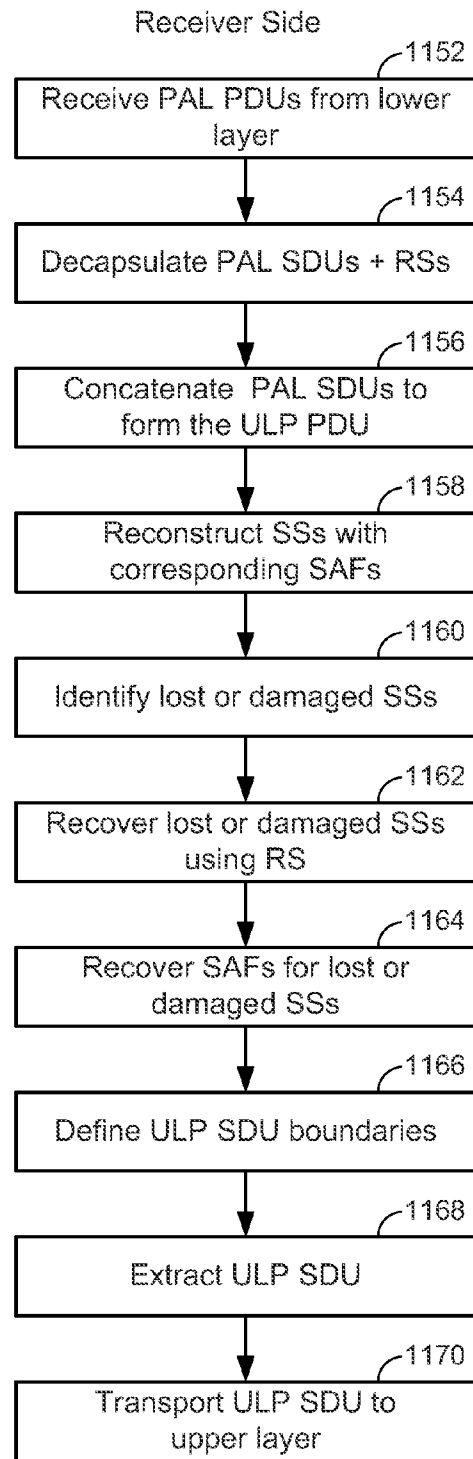 Receiver Side
1152
Receive PAL PDUs from lower
layer
1154
Decapsulate PAL SDUs + RSs
1156
Concatenate PAL SDUs to
form the ULP PDU
1158
Reconstruct SSs with
corresponding SAFs
1160
Identify lost or damaged SSs
1162
Recover lost or damaged SSs
using RS
1164
Recover SAFs for lost or
damaged SSs
1166
Define ULP SDU boundaries
1168
Extract ULP SDU
1170
Transport ULP SDU to
upper layer